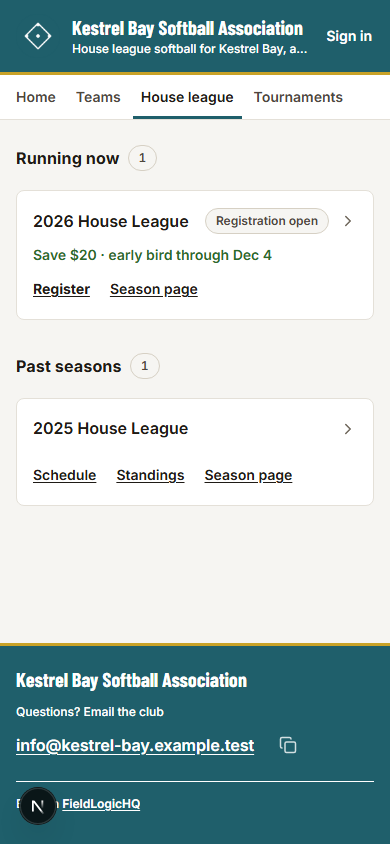 Kestrel Bay Softball Association
House league softball for Kestrel Bay, a...
Sign in
Home Teams House league Tournaments
Running now 1
2026 House League Registration open
Save $20 · early bird through Dec 4
Register Season page
Past seasons 1
2025 House League
Schedule Standings Season page
Kestrel Bay Softball Association
Questions? Email the club
info@kestrel-bay.example.test
N FieldLogicHQ